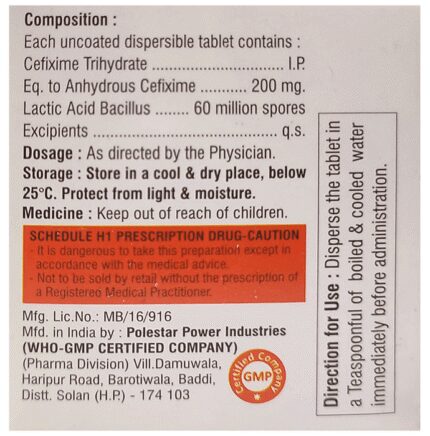 Composition :
Each uncoated dispersible tablet contains :
Cefixime Trihydrate ........................... I.P.
Eq. to Anhydrous Cefixime .......... 200 mg.
Lactic Acid Bacillus ........ 60 million spores
Excipients ......................................... q.s.
Dosage : As directed by the Physician.
Storage : Store in a cool & dry place, below
25°C. Protect from light & moisture.
Medicine : Keep out of reach of children.
SCHEDULE H1 PRESCRIPTION DRUG-CAUTION
- It is dangerous to take this preparation except in
accordance with the medical advice.
- Not to be sold by retail without the prescription of
a Registered Medical Practitioner.
Mfg. Lic.No.: MB/16/916
Mfd. in India by : Polestar Power Industries
(WHO-GMP CERTIFIED COMPANY)
(Pharma Division) Vill.Damuwala,
Haripur Road, Barotiwala, Baddi,
Distt. Solan (H.P.) - 174 103
Certified Company
GMP
Direction for Use : Disperse the tablet in
a Teaspoonful of boiled & cooled water
immediately before administration.